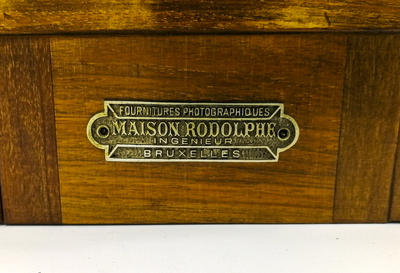 FOURNITURES PHOTOGRAPHIQUES
MAISON RODOLPHE
INGENIEUR
BRUXELLES